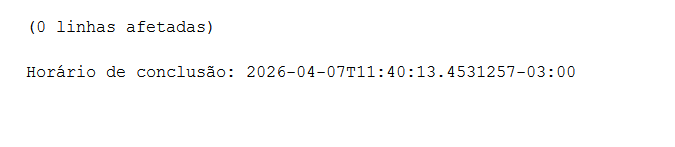 (0 linhas afetadas)
Horário de conclusão: 2026-04-07T11:40:13.4531257-03:00